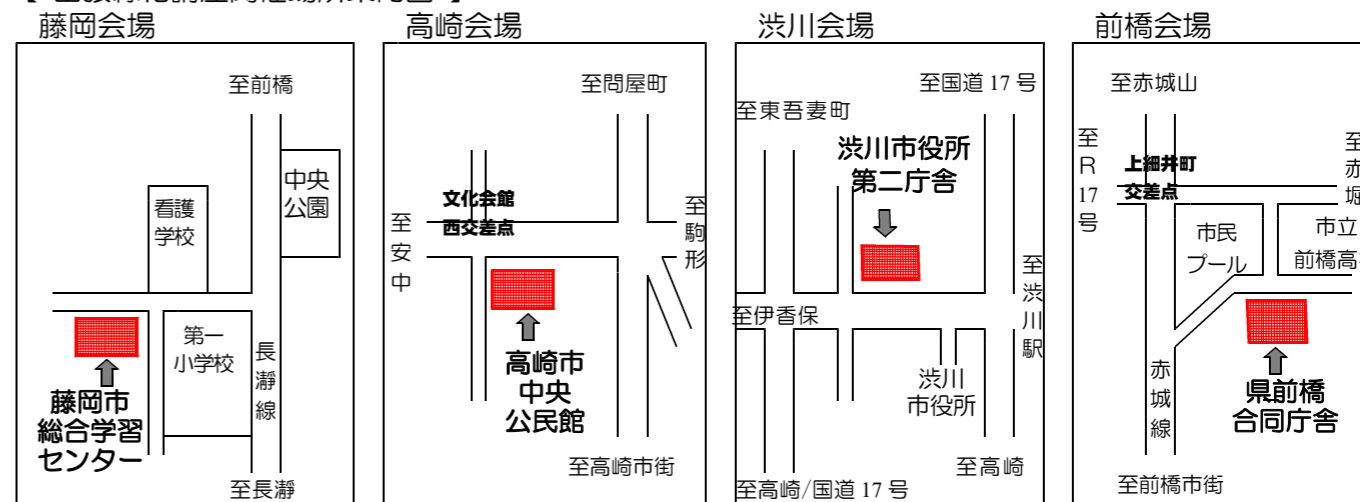 藤岡会場
至前橋
中央
公園
看護
学校
第一
小学校
長瀞線
藤岡市
総合学習
センター
至長瀞
高崎会場
至問屋町
文化会館
西交差点
至安中
至駒形
高崎市
中央
公民館
至高崎市街
渋川会場
至国道 17 号
至東吾妻町
渋川市役所
第二庁舎
至渋川駅
至伊香保
渋川
市役所
至高崎
至高崎/国道 17 号
前橋会場
至赤城山
至R17号
上細井町
交差点
至赤堀
市民
プール
市立
前橋高
赤城線
県前橋
合同庁舎
至前橋市街